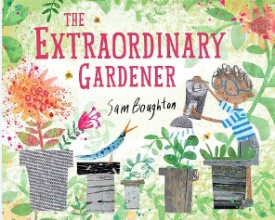 THE
EXTRAORDINARY
GARDENER
Sam Boughton